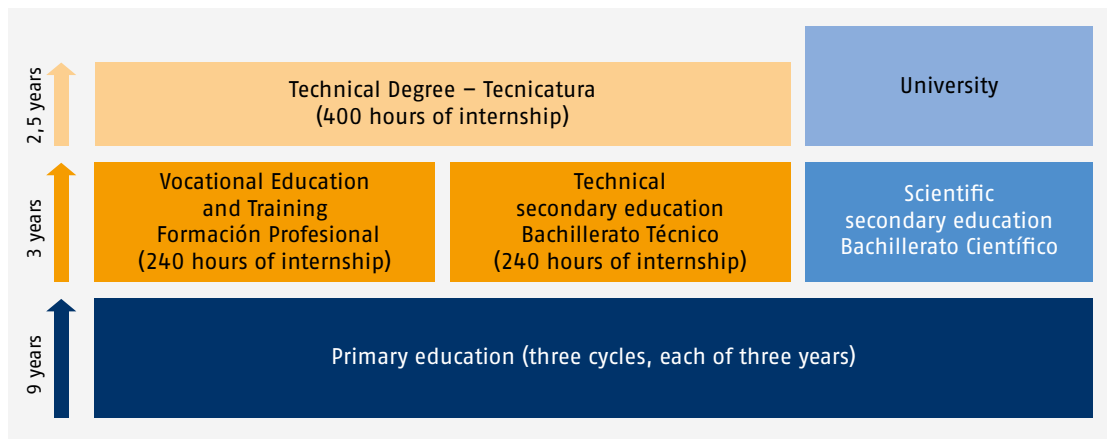 2,5 years
Technical Degree – Tecnicatura
(400 hours of internship)
University
3 years
Vocational Education
and Training
Formación Profesional
(240 hours of internship)
Technical
secondary education
Bachillerato Técnico
(240 hours of internship)
Scientific
secondary education
Bachillerato Científico
9 years
Primary education (three cycles, each of three years)